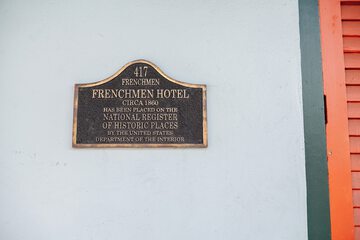 417
FRENCHMEN
FRENCHMEN HOTEL
CIRCA 1860
HAS BEEN PLACED ON THE
NATIONAL REGISTER
OF HISTORIC PLACES
BY THE UNITED STATES
DEPARTMENT OF THE INTERIOR